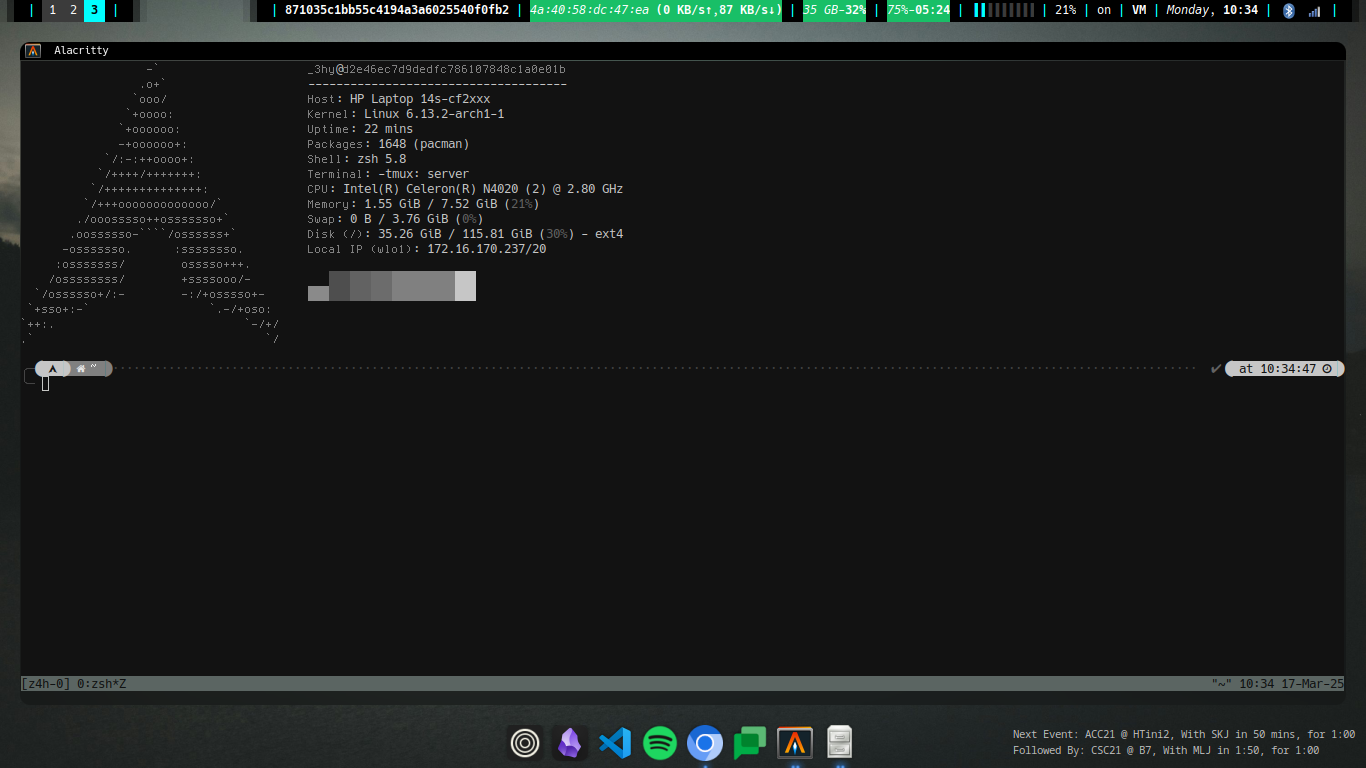 | 1 2 3 |
| 871035c1bb55c4194a3a6025540f0fb2 | 4a:40:58:dc:47:ea (0 KB/s↑,87 KB/s↓) | 35 GB-32% | 75%-05:24 | | 21% | on | VM | Monday, 10:34 | |
Alacritty
_3hy@d2e46ec7d9dedfc786107848c1a0e01b
-------------------------------------
Host: HP Laptop 14s-cf2xxx
Kernel: Linux 6.13.2-arch1-1
Uptime: 22 mins
Packages: 1648 (pacman)
Shell: zsh 5.8
Terminal: -tmux: server
CPU: Intel(R) Celeron(R) N4020 (2) @ 2.80 GHz
Memory: 1.55 GiB / 7.52 GiB (21%)
Swap: 0 B / 3.76 GiB (0%)
Disk (/): 35.26 GiB / 115.81 GiB (30%) - ext4
Local IP (wlo1): 172.16.170.237/20
~
✔ at 10:34:47
[z4h-0] 0:zsh*Z
"~" 10:34 17-Mar-25
Next Event: ACC21 @ HTini2, With SKJ in 50 mins, for 1:00
Followed By: CSC21 @ B7, With MLJ in 1:50, for 1:00